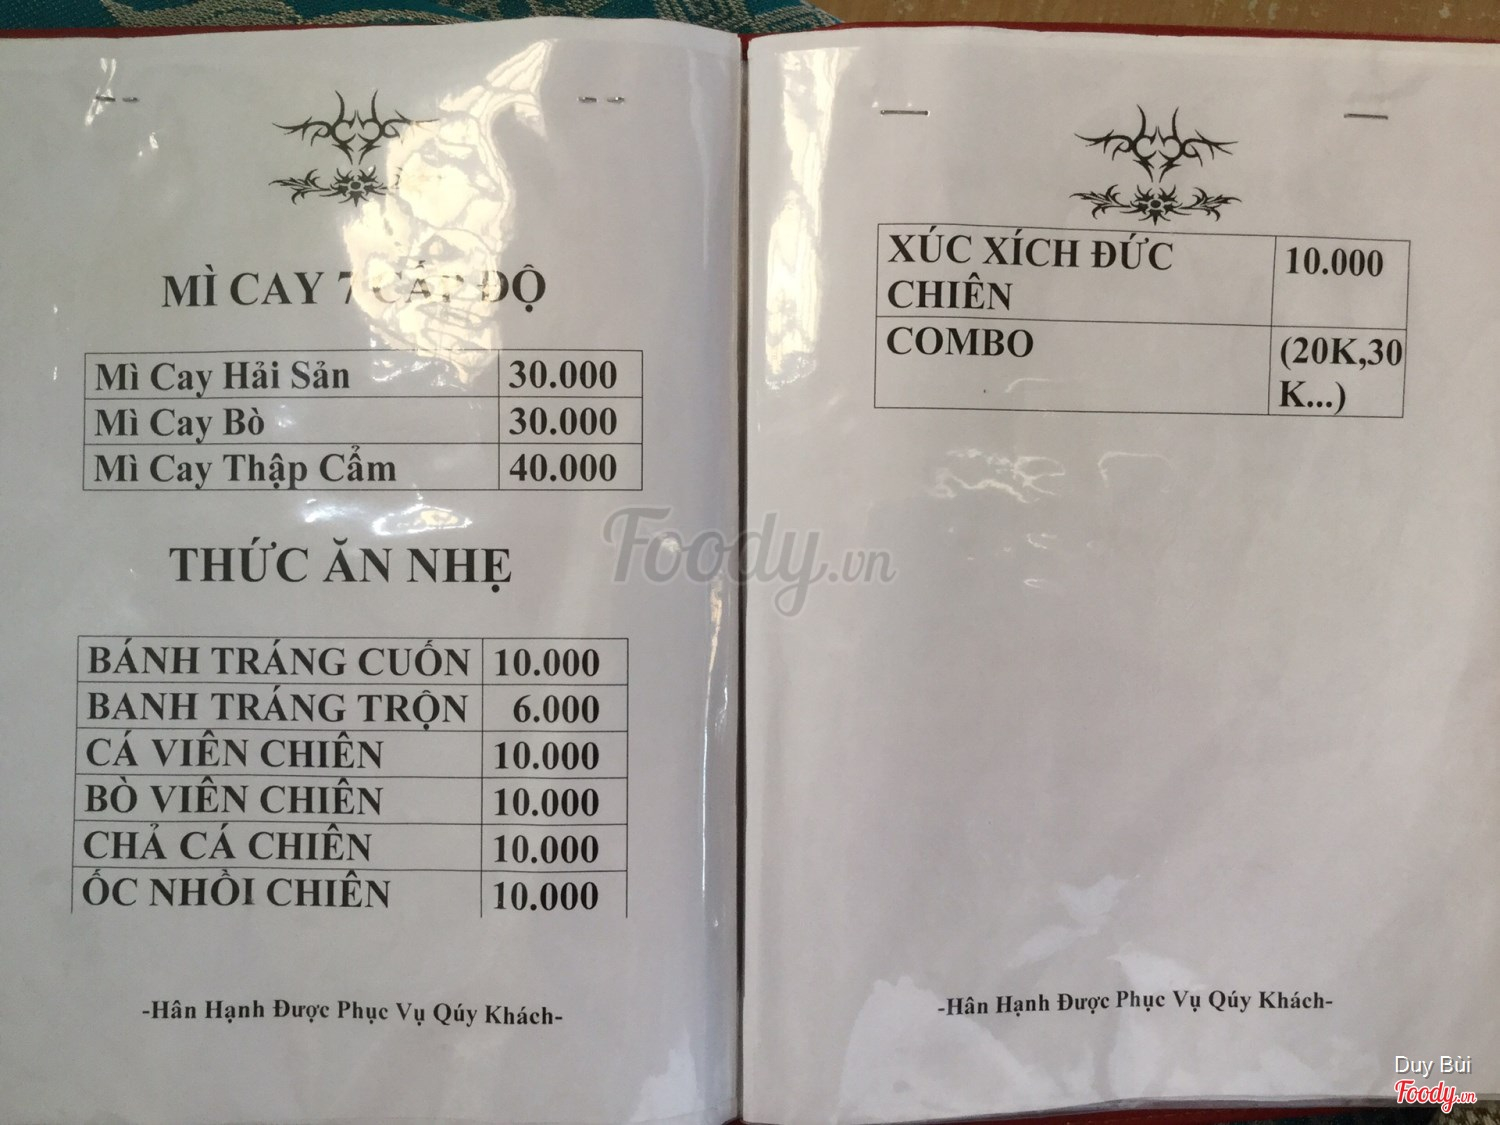 MÌ CAY 7 CẤP ĐỘ
Mì Cay Hải Sản 30.000
Mì Cay Bò 30.000
Mì Cay Thập Cẩm 40.000
THỨC ĂN NHẸ
BÁNH TRÁNG CUỐN 10.000
BANH TRÁNG TRỘN 6.000
CÁ VIÊN CHIÊN 10.000
BÒ VIÊN CHIÊN 10.000
CHẢ CÁ CHIÊN 10.000
ỐC NHỒI CHIÊN 10.000
-Hân Hạnh Được Phục Vụ Qúy Khách-
XÚC XÍCH ĐỨC 10.000
CHIÊN
COMBO (20K,30
K...)
-Hân Hạnh Được Phục Vụ Qúy Khách-
Foody.vn
Duy Bùi
Foody.vn